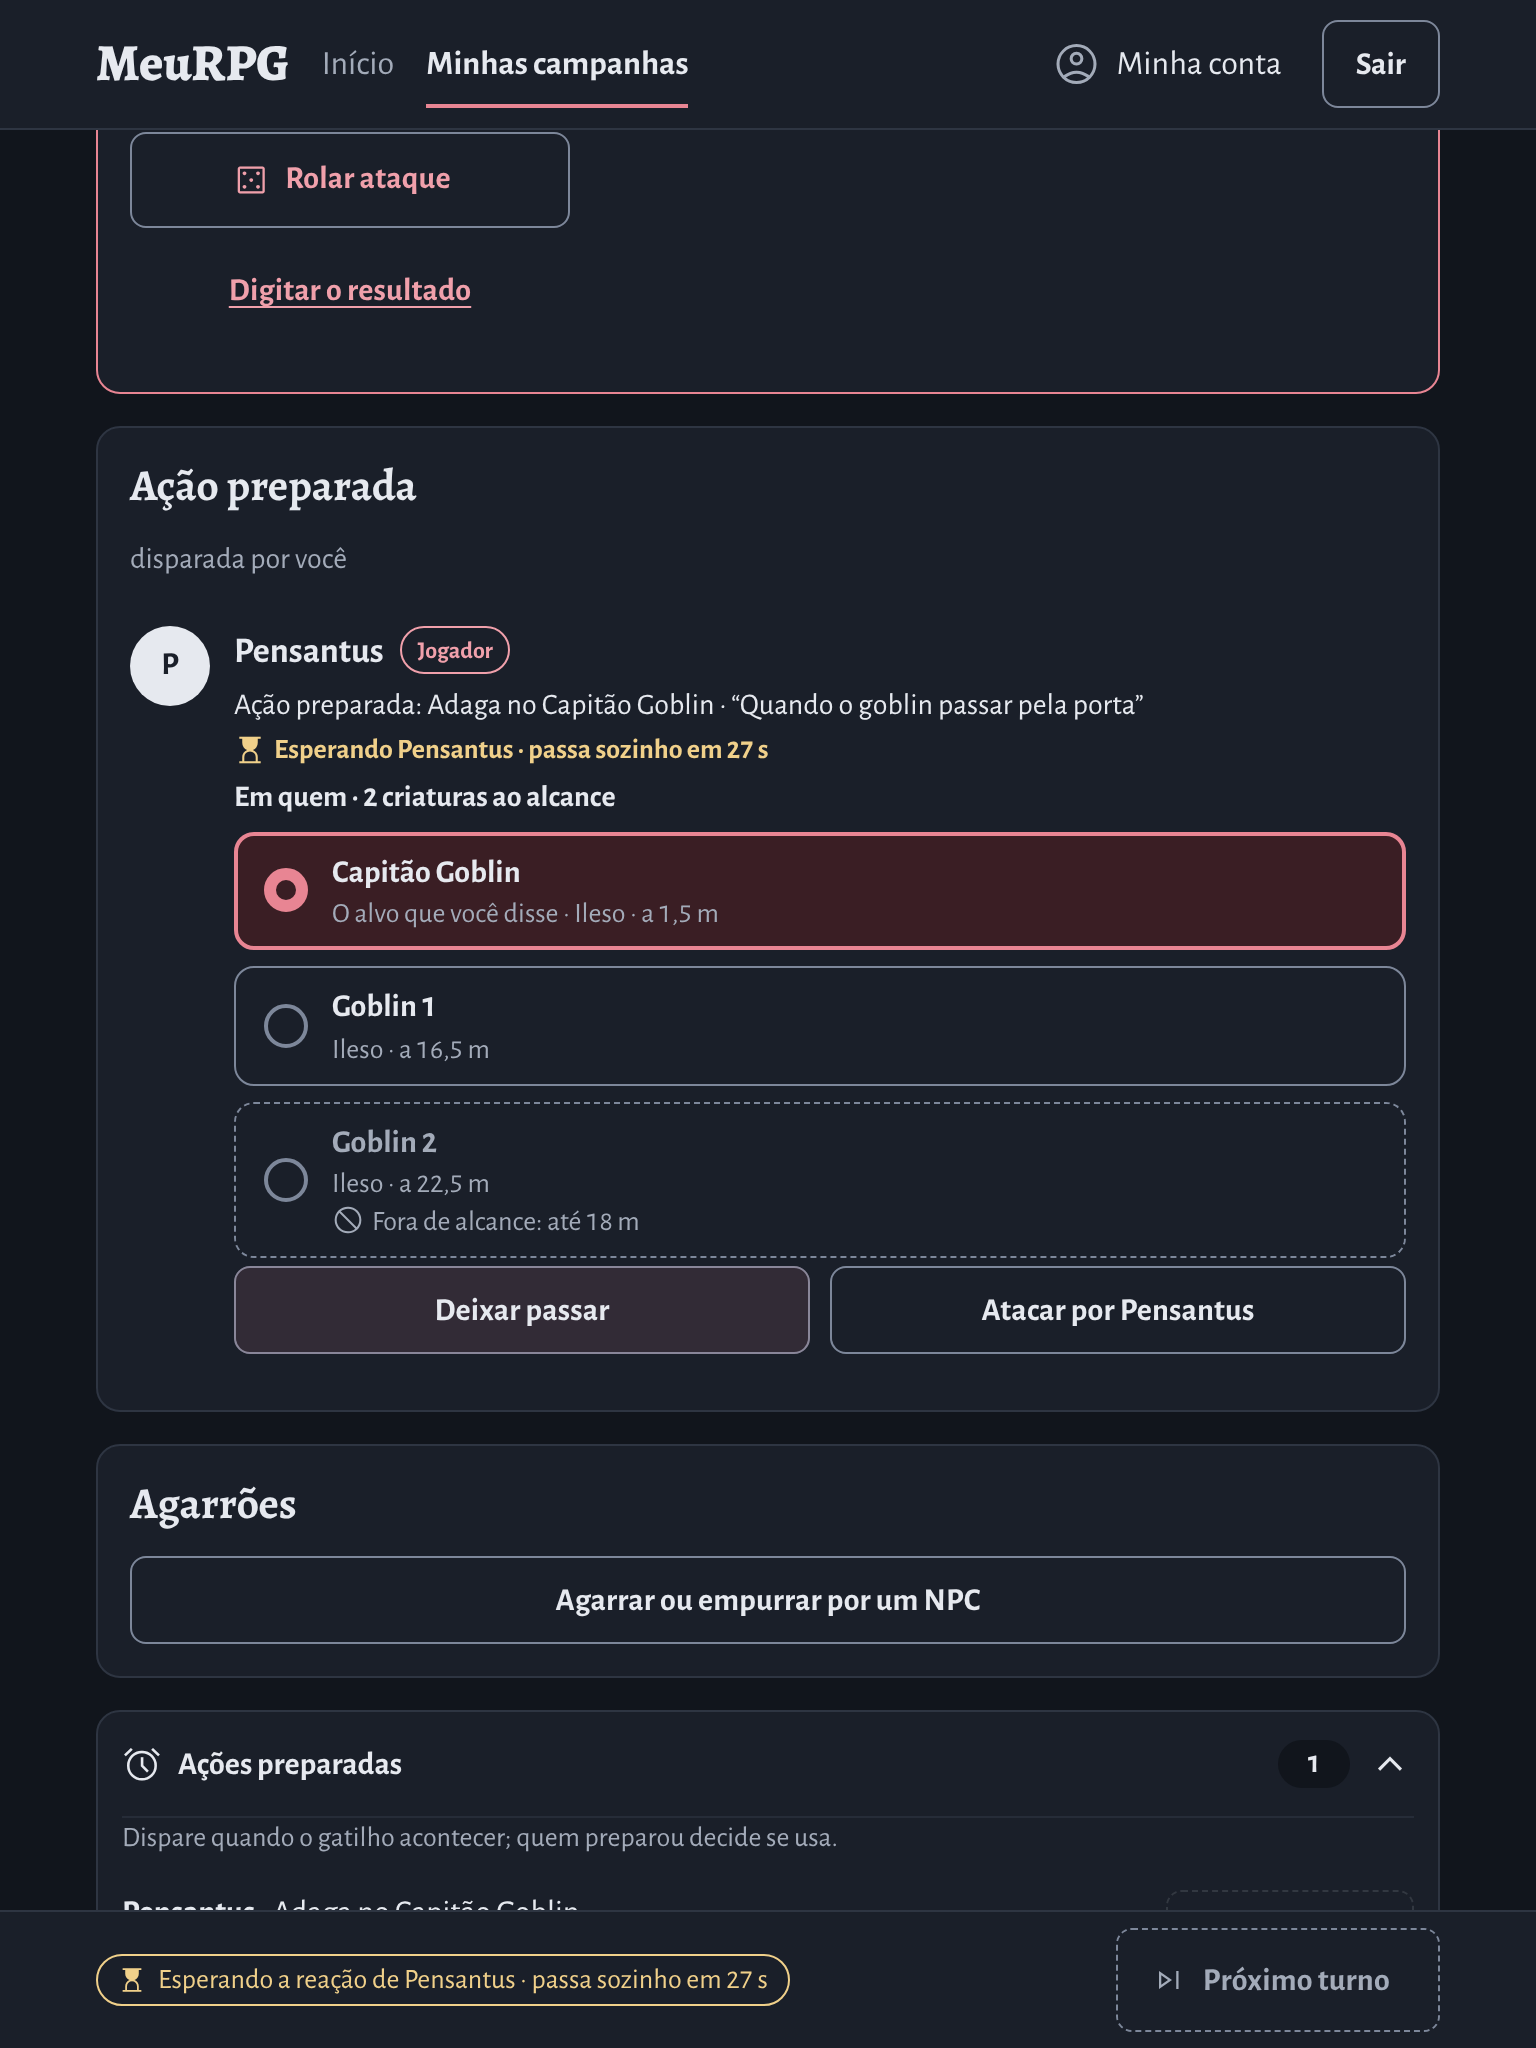 MeuRPG Início Minhas campanhas Minha conta Sair
Rolar ataque
Digitar o resultado
Ação preparada
disparada por você
P Pensantus Jogador
Ação preparada: Adaga no Capitão Goblin · “Quando o goblin passar pela porta”
Esperando Pensantus · passa sozinho em 27 s
Em quem · 2 criaturas ao alcance
Capitão Goblin
O alvo que você disse · Ileso · a 1,5 m
Goblin 1
Ileso · a 16,5 m
Goblin 2
Ileso · a 22,5 m
Fora de alcance: até 18 m
Deixar passar Atacar por Pensantus
Agarrões
Agarrar ou empurrar por um NPC
Ações preparadas 1
Dispare quando o gatilho acontecer; quem preparou decide se usa.
Pensantus Adaga no Capitão Goblin
Esperando a reação de Pensantus · passa sozinho em 27 s Próximo turno